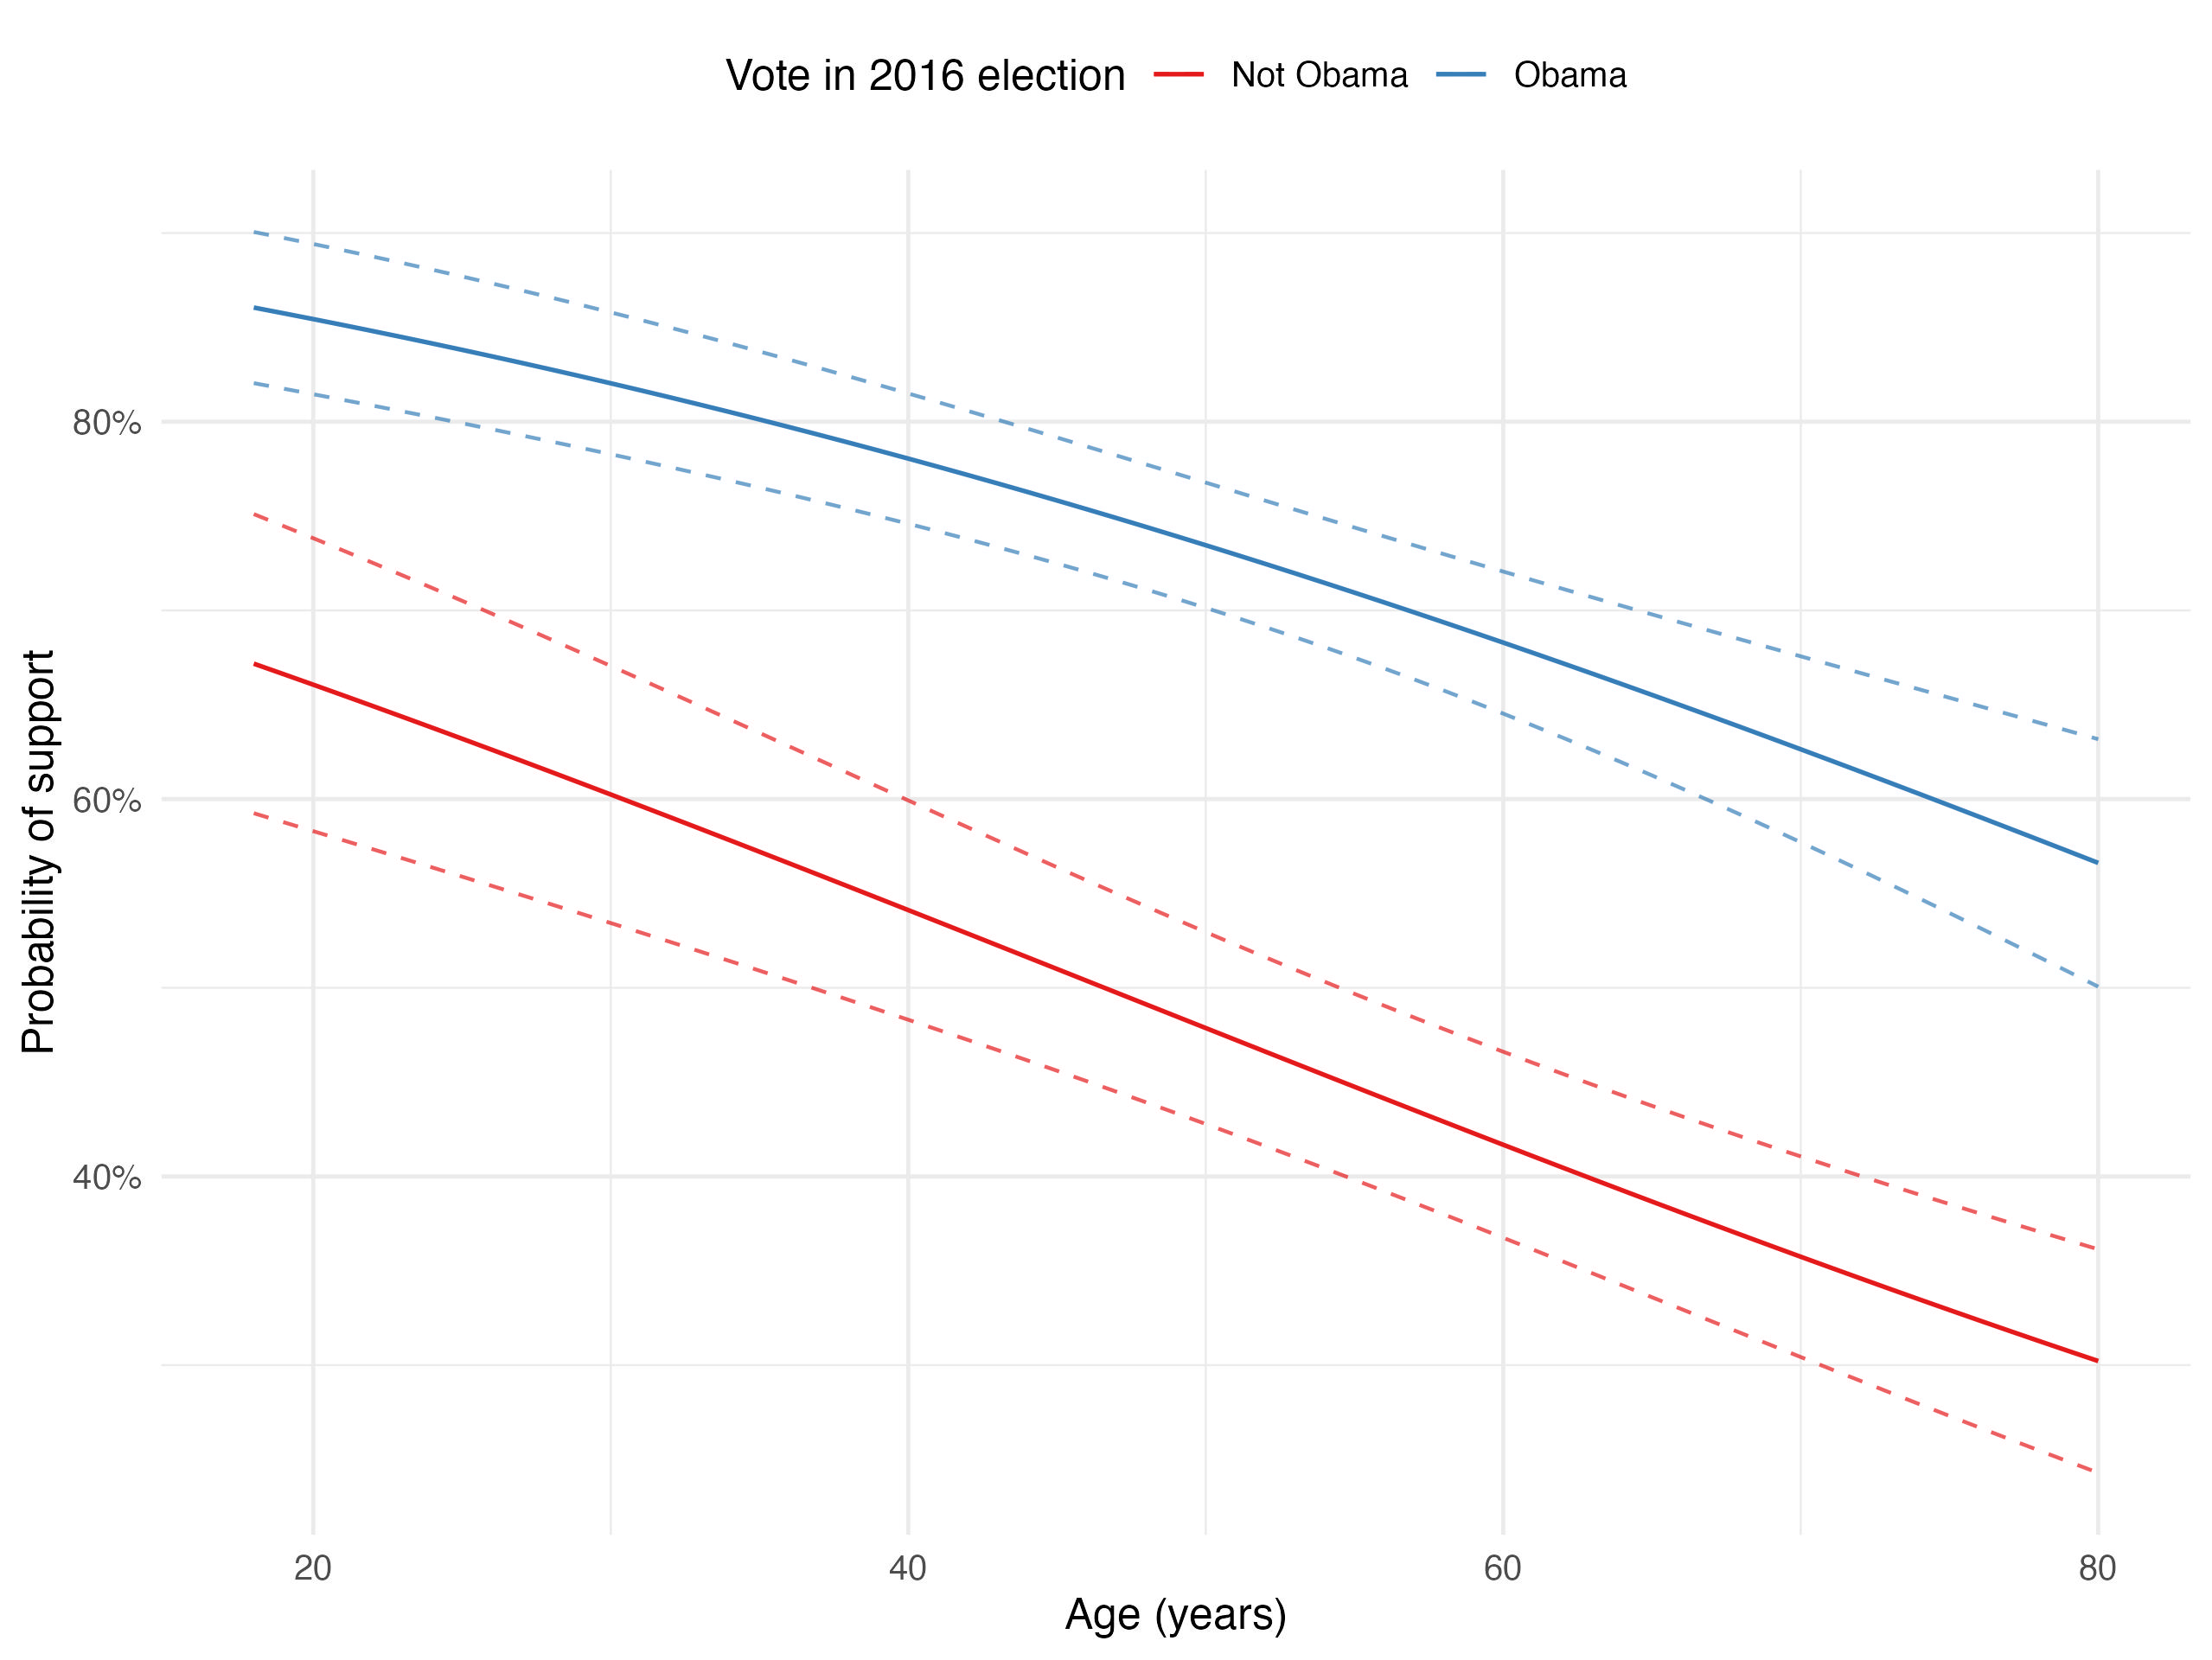 Vote in 2016 election Not Obama Obama
80%
60%
40%
Probability of support
20 40 60 80
Age (years)